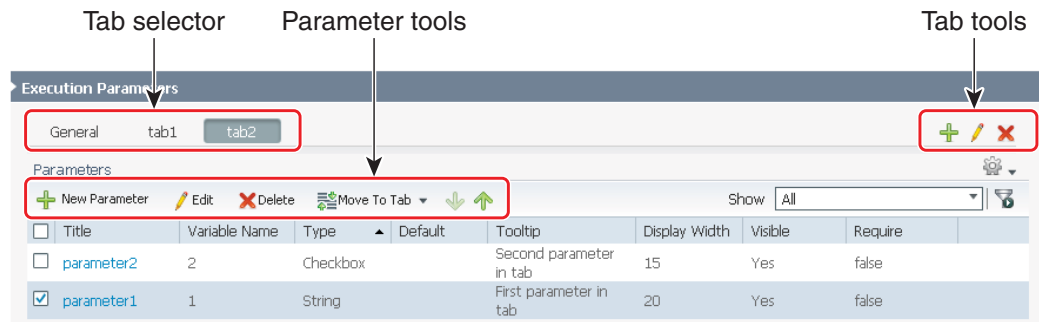 Tab selector Parameter tools Tab tools
Execution Parameters
General tab1 tab2
Parameters
New Parameter Edit Delete Move To Tab Show All
Title Variable Name Type Default Tooltip Display Width Visible Require
parameter2 2 Checkbox Second parameter in tab 15 Yes false
parameter1 1 String First parameter in tab 20 Yes false